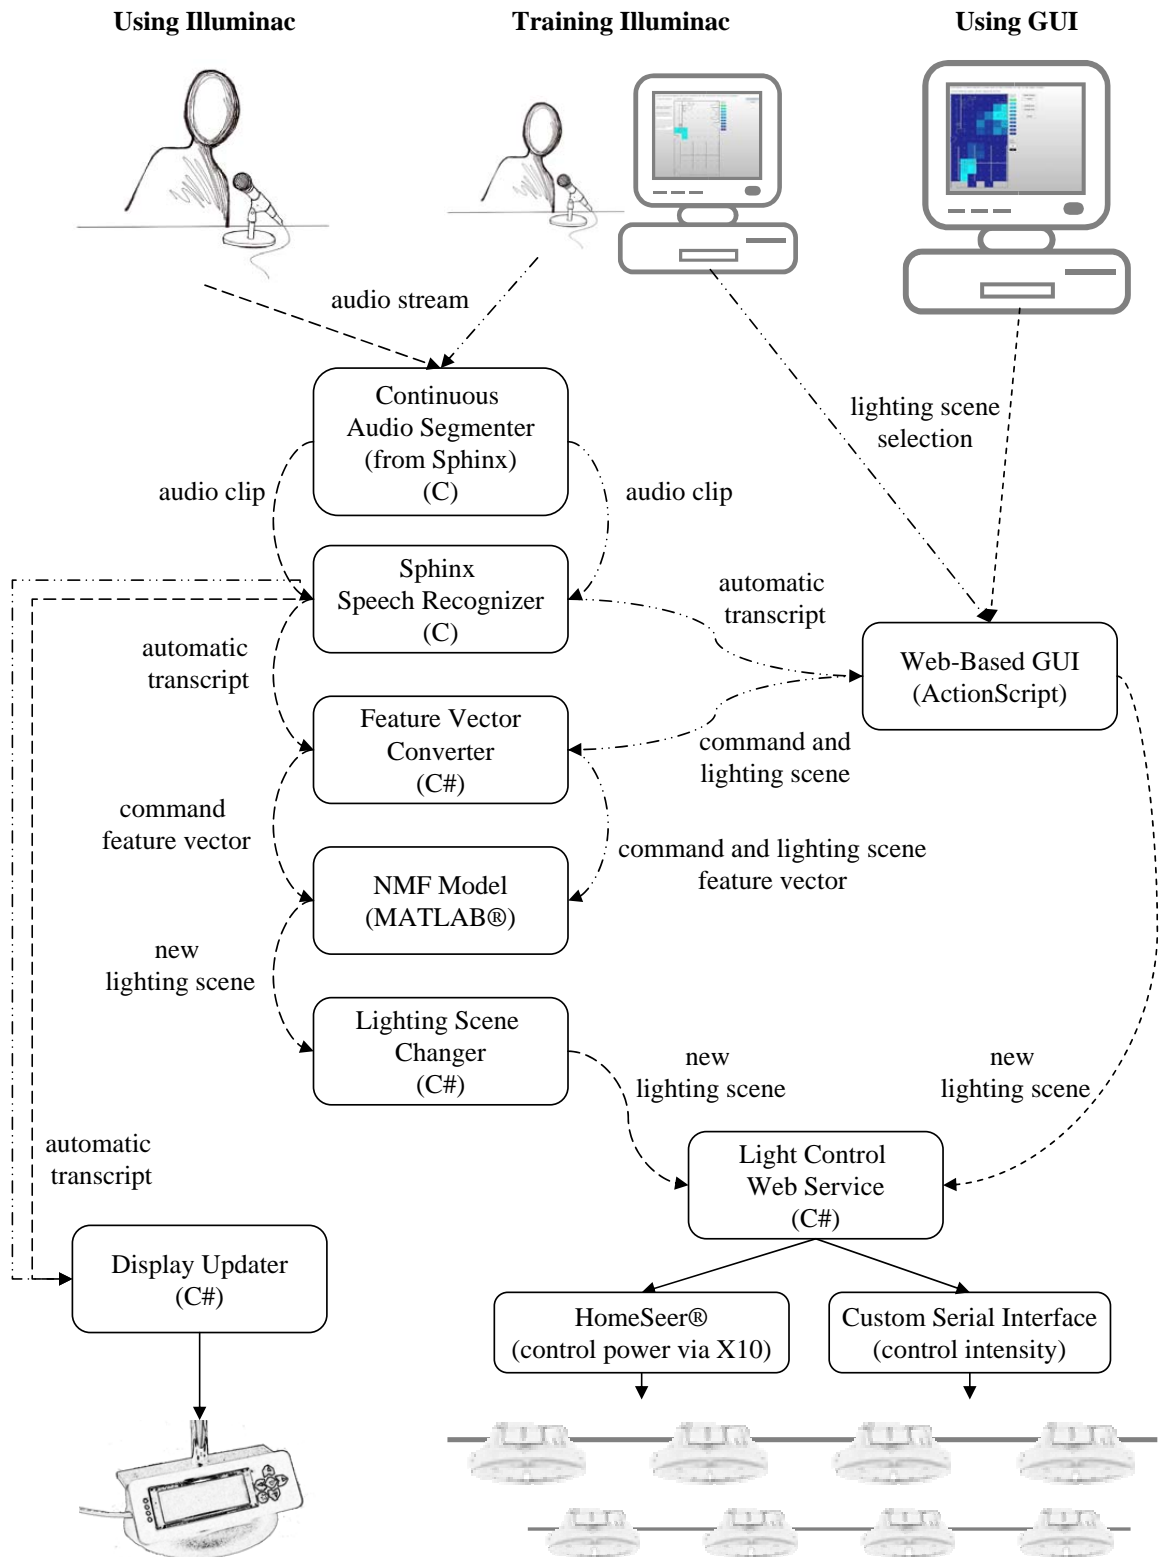 Using Illuminac
Training Illuminac
Using GUI
audio stream
lighting scene
selection
Continuous
Audio Segmenter
(from Sphinx)
(C)
audio clip
audio clip
Sphinx
Speech Recognizer
(C)
automatic
transcript
automatic
transcript
Web-Based GUI
(ActionScript)
Feature Vector
Converter
(C#)
command and
lighting scene
command
feature vector
command and lighting scene
feature vector
NMF Model
(MATLAB®)
new
lighting scene
Lighting Scene
Changer
(C#)
new
lighting scene
new
lighting scene
automatic
transcript
Light Control
Web Service
(C#)
Display Updater
(C#)
HomeSeer®
(control power via X10)
Custom Serial Interface
(control intensity)